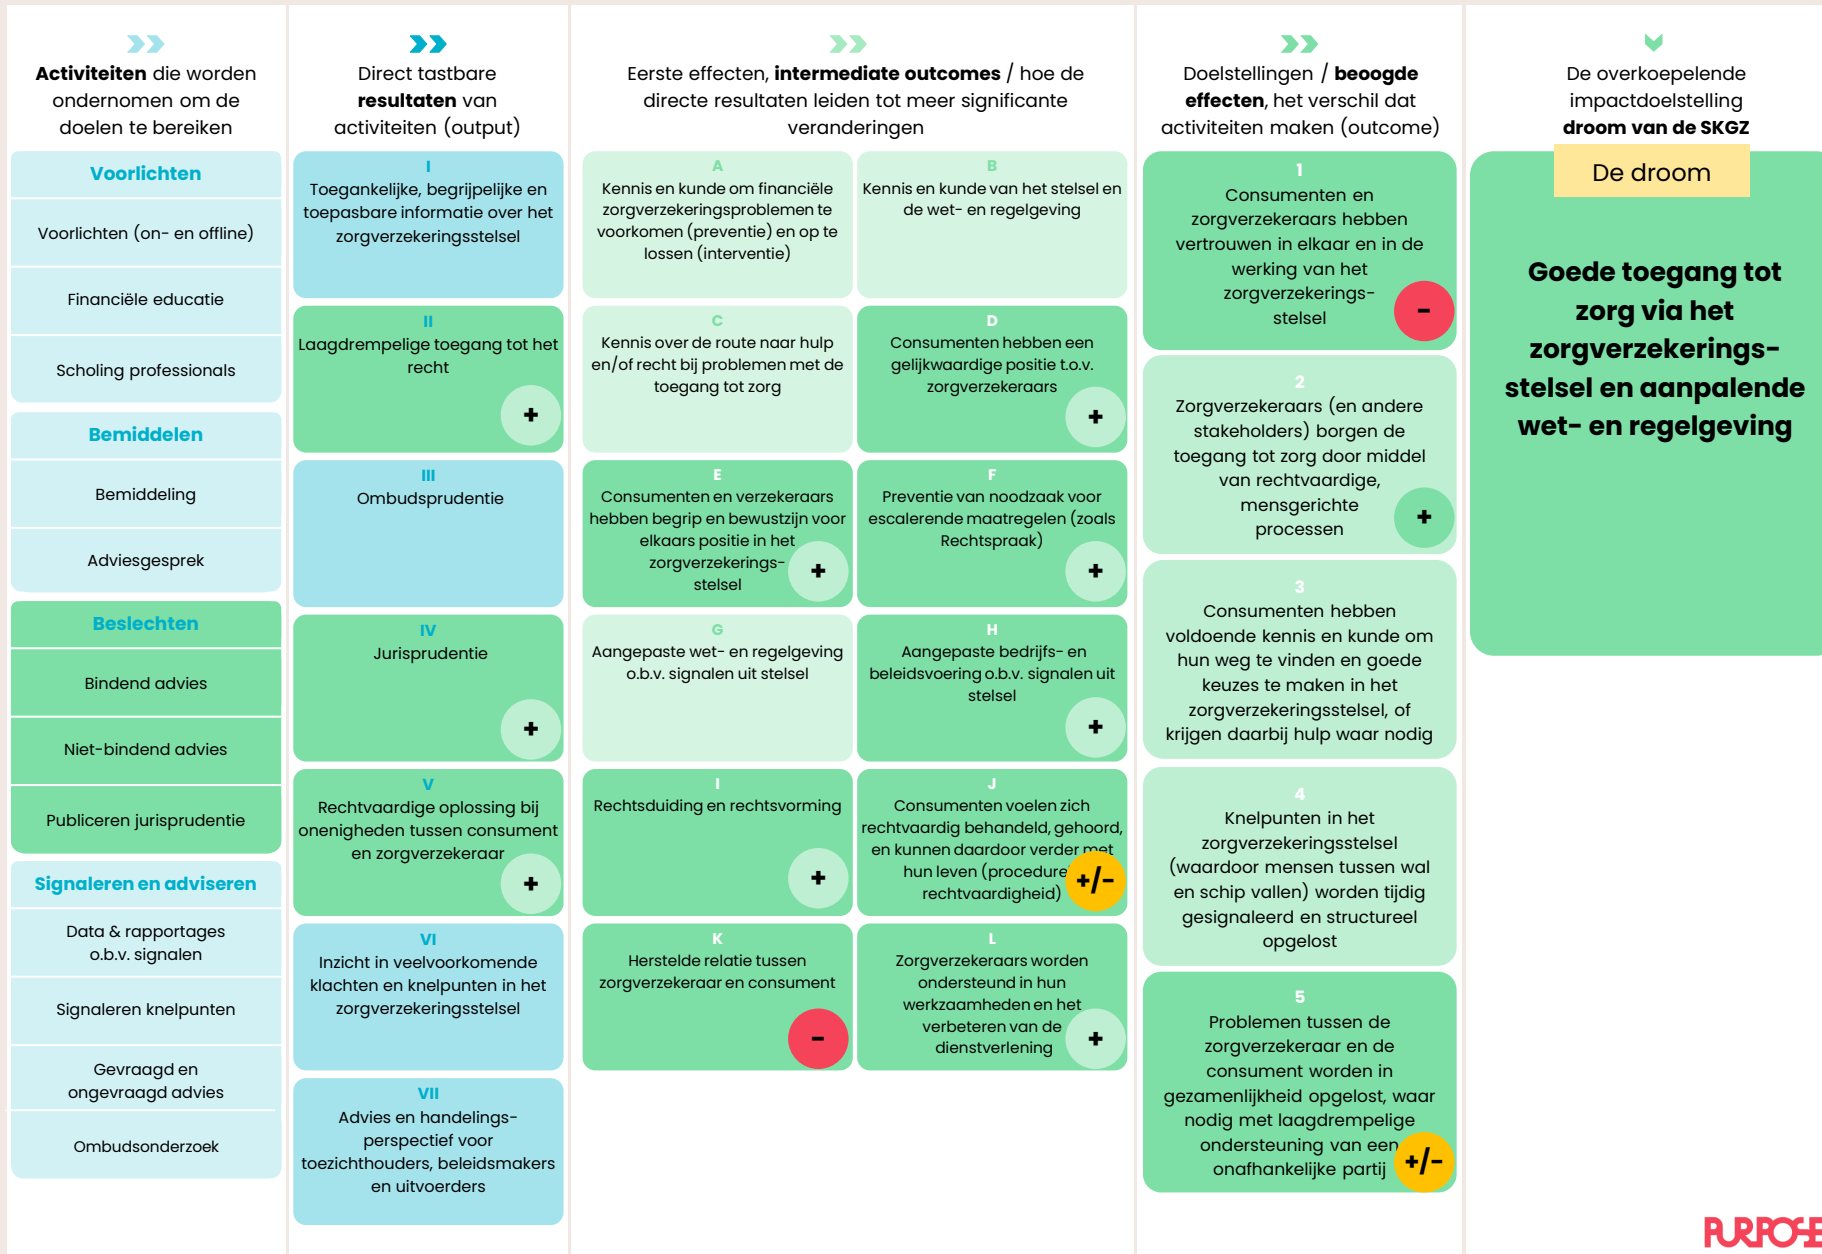 Activiteiten die worden
ondernomen om de
doelen te bereiken
Voorlichten
Voorlichten (on- en offline)
Financiële educatie
Scholing professionals
Bemiddelen
Bemiddeling
Adviesgesprek
Beslechten
Bindend advies
Niet-bindend advies
Publiceren jurisprudentie
Signaleren en adviseren
Data & rapportages
o.b.v. signalen
Signaleren knelpunten
Gevraagd en
ongevraagd advies
Ombudsonderzoek
Direct tastbare
resultaten van
activiteiten (output)
I
Toegankelijke, begrijpelijke en
toepasbare informatie over het
zorgverzekeringsstelsel
II
Laagdrempelige toegang tot het
recht
+
III
Ombudsprudentie
IV
Jurisprudentie
+
V
Rechtvaardige oplossing bij
onenigheden tussen consument
en zorgverzekeraar
+
VI
Inzicht in veelvoorkomende
klachten en knelpunten in het
zorgverzekeringsstelsel
VII
Advies en handelings-
perspectief voor
toezichthouders, beleidsmakers
en uitvoerders
Eerste effecten, intermediate outcomes / hoe de
directe resultaten leiden tot meer significante
veranderingen
A
Kennis en kunde om financiële
zorgverzekeringsproblemen te
voorkomen (preventie) en op te
lossen (interventie)
B
Kennis en kunde van het stelsel en
de wet- en regelgeving
C
Kennis over de route naar hulp
en/of recht bij problemen met de
toegang tot zorg
D
Consumenten hebben een
gelijkwaardige positie t.o.v.
zorgverzekeraars
+
E
Consumenten en verzekeraars
hebben begrip en bewustzijn voor
elkaars positie in het
zorgverzekerings-
stelsel
+
F
Preventie van noodzaak voor
escalerende maatregelen (zoals
Rechtspraak)
+
G
Aangepaste wet- en regelgeving
o.b.v. signalen uit stelsel
H
Aangepaste bedrijfs- en
beleidsvoering o.b.v. signalen uit
stelsel
+
I
Rechtsduiding en rechtsvorming
+
J
Consumenten voelen zich
rechtvaardig behandeld, gehoord,
en kunnen daardoor verder met
hun leven (procedure
rechtvaardigheid)
+/-
K
Herstelde relatie tussen
zorgverzekeraar en consument
-
L
Zorgverzekeraars worden
ondersteund in hun
werkzaamheden en het
verbeteren van de
dienstverlening
+
Doelstellingen / beoogde
effecten, het verschil dat
activiteiten maken (outcome)
1
Consumenten en
zorgverzekeraars hebben
vertrouwen in elkaar en in de
werking van het
zorgverzekerings-
stelsel
-
2
Zorgverzekeraars (en andere
stakeholders) borgen de
toegang tot zorg door middel
van rechtvaardige,
mensgerichte
processen
+
3
Consumenten hebben
voldoende kennis en kunde om
hun weg te vinden en goede
keuzes te maken in het
zorgverzekeringsstelsel, of
krijgen daarbij hulp waar nodig
4
Knelpunten in het
zorgverzekeringsstelsel
(waardoor mensen tussen wal
en schip vallen) worden tijdig
gesignaleerd en structureel
opgelost
5
Problemen tussen de
zorgverzekeraar en de
consument worden in
gezamenlijkheid opgelost, waar
nodig met laagdrempelige
ondersteuning van een
onafhankelijke partij
+/-
De overkoepelende
impactdoelstelling
droom van de SKGZ
De droom
Goede toegang tot
zorg via het
zorgverzekerings-
stelsel en aanpalende
wet- en regelgeving
PURPOSE